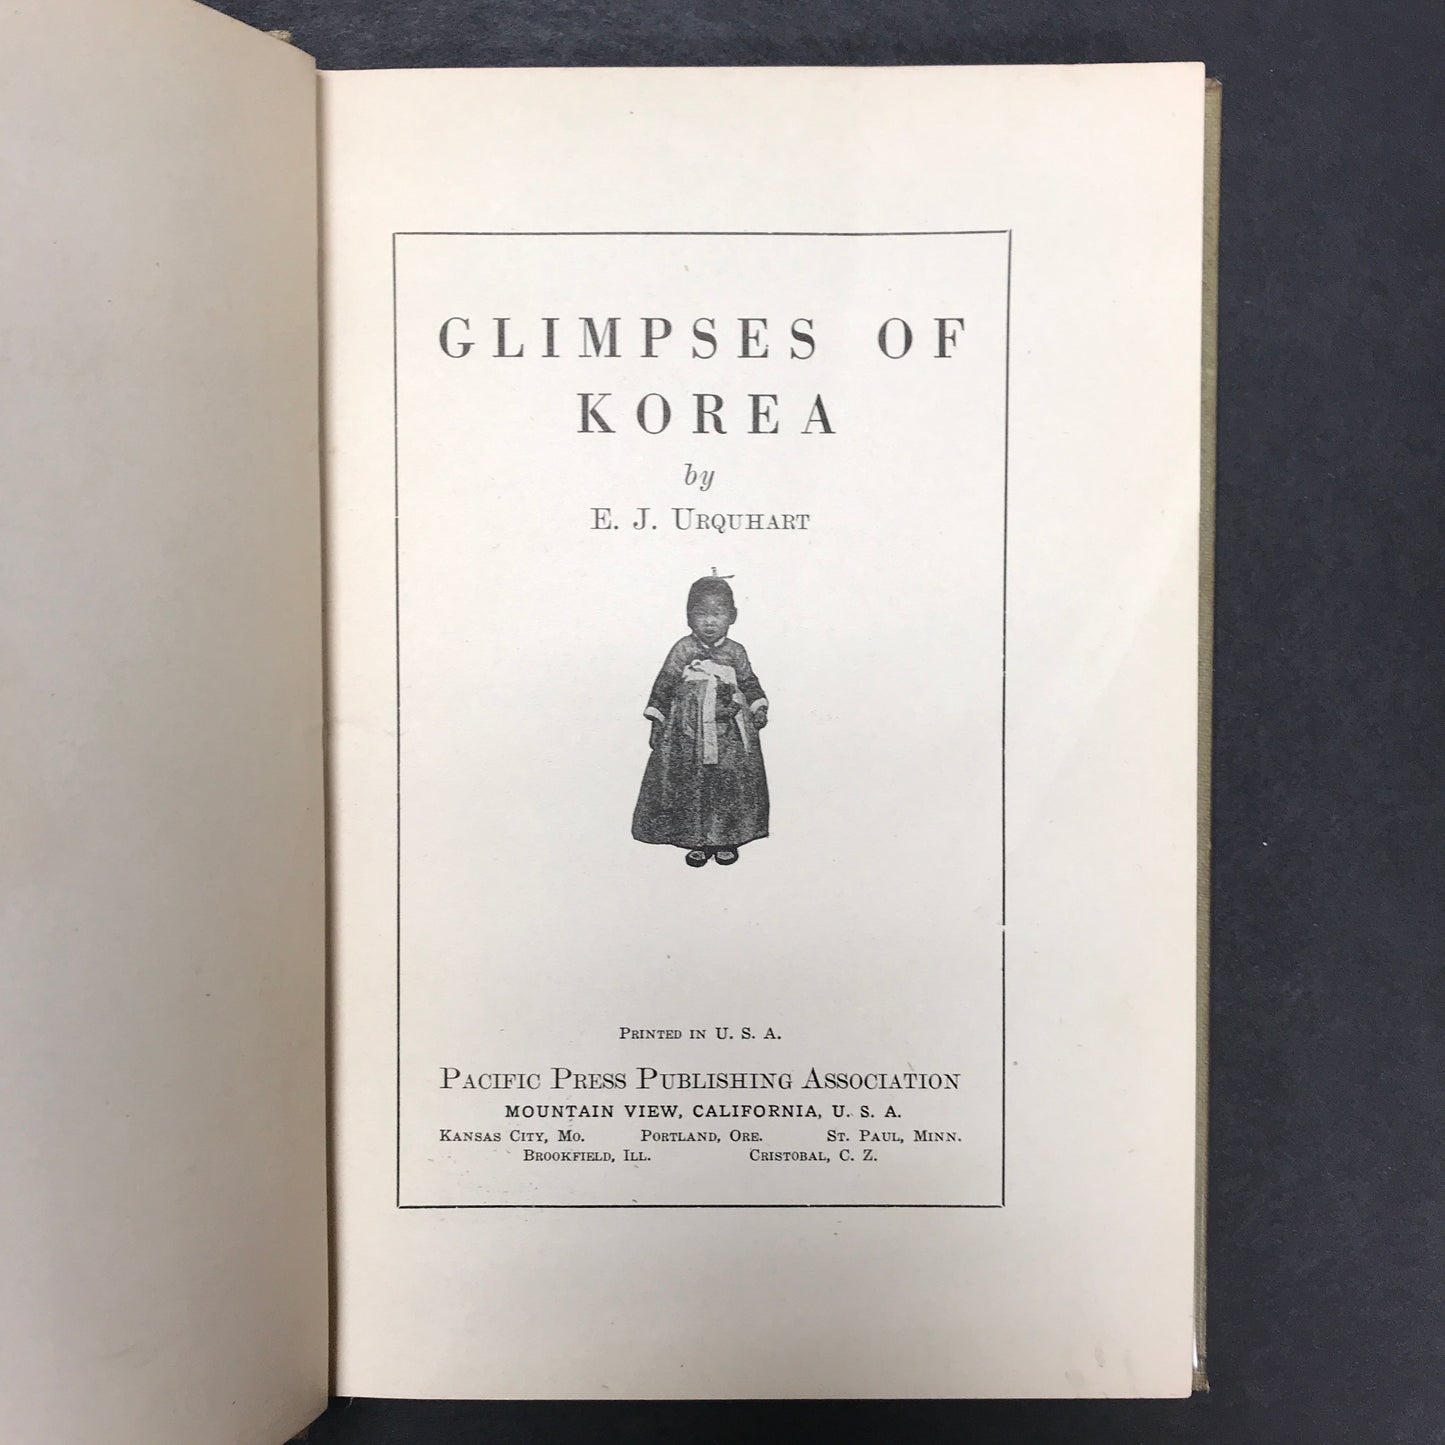 GLIMPSES OF
KOREA
by
E. J. URQUHART
PRINTED IN U. S. A.
PACIFIC PRESS PUBLISHING ASSOCIATION
MOUNTAIN VIEW, CALIFORNIA, U. S. A.
KANSAS CITY, MO. PORTLAND, ORE. ST. PAUL, MINN.
BROOKFIELD, ILL. CRISTOBAL, C. Z.